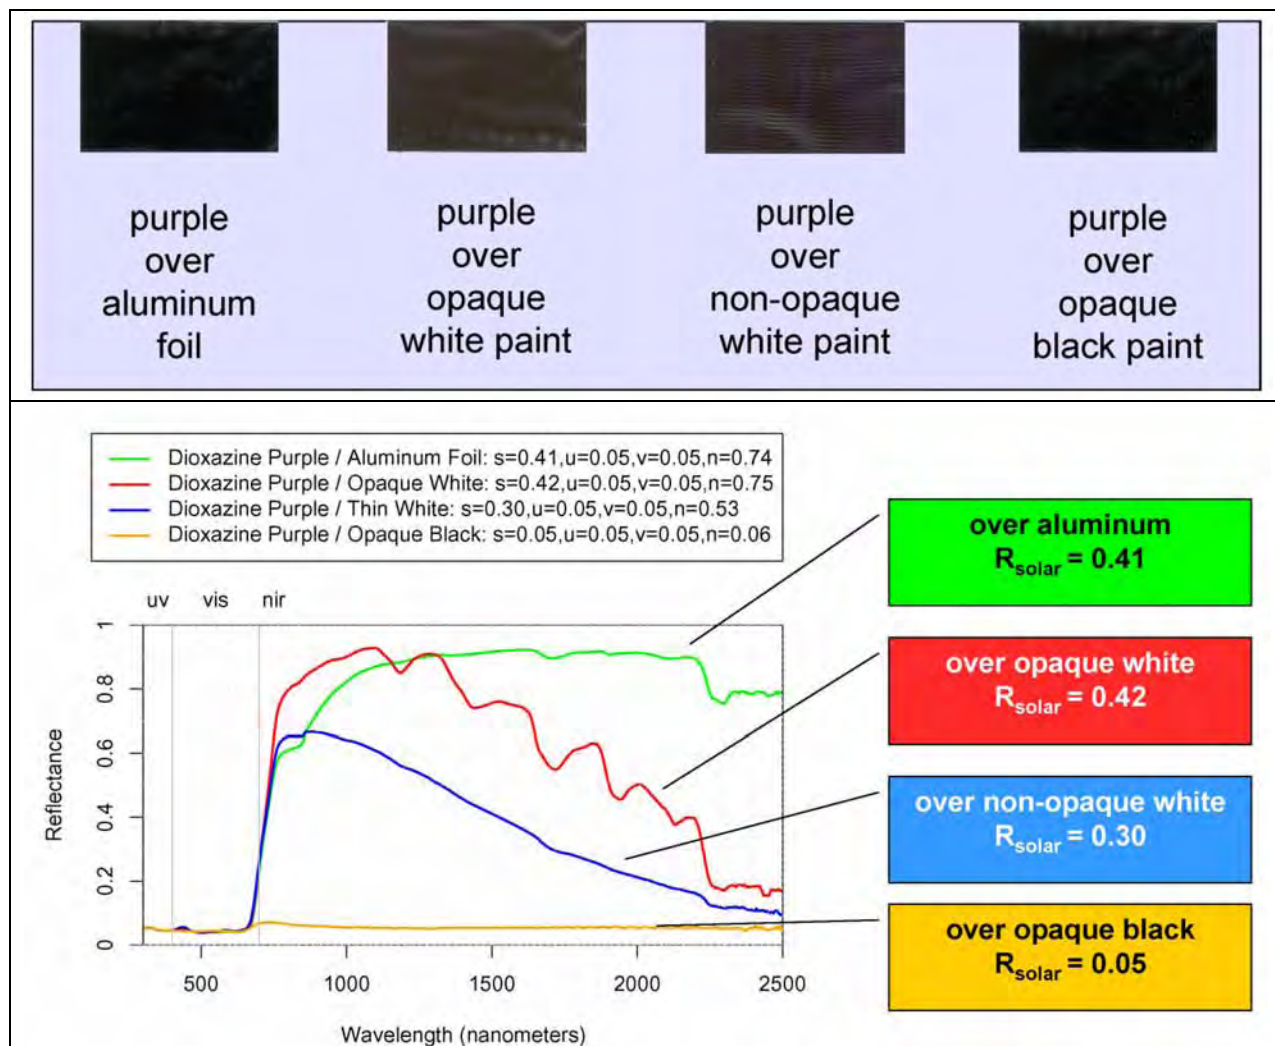 purple
over
aluminum
foil
purple
over
opaque
white paint
purple
over
non-opaque
white paint
purple
over
opaque
black paint
Dioxazine Purple / Aluminum Foil: s=0.41,u=0.05,v=0.05,n=0.74
Dioxazine Purple / Opaque White: s=0.42,u=0.05,v=0.05,n=0.75
Dioxazine Purple / Thin White: s=0.30,u=0.05,v=0.05,n=0.53
Dioxazine Purple / Opaque Black: s=0.05,u=0.05,v=0.05,n=0.06
uv vis nir
1
0.8
0.6
0.4
0.2
0
Reflectance
500 1000 1500 2000 2500
Wavelength (nanometers)
over aluminum
Rsolar = 0.41
over opaque white
Rsolar = 0.42
over non-opaque white
Rsolar = 0.30
over opaque black
Rsolar = 0.05